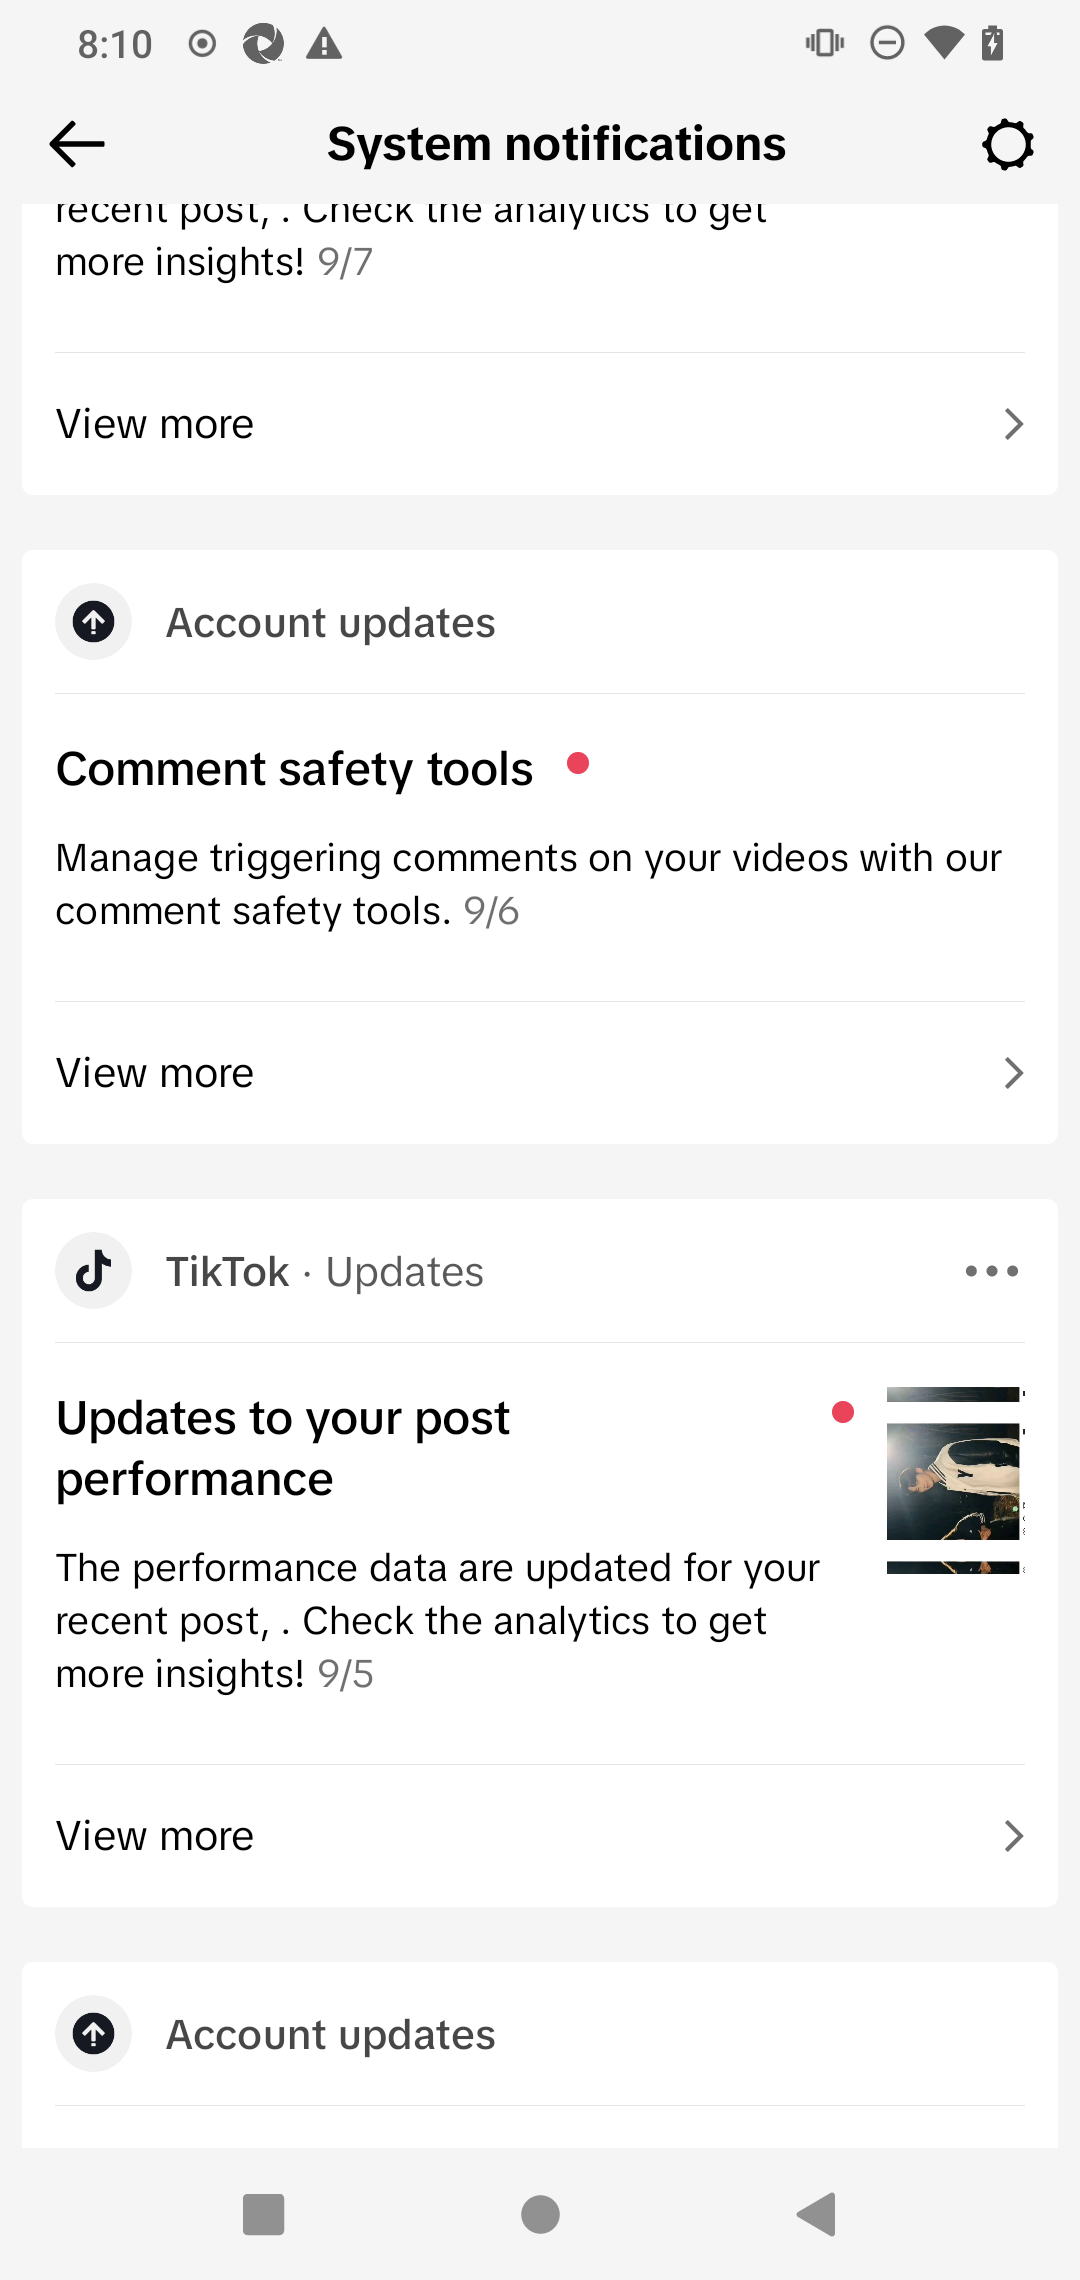 8:10
System notifications
recent post, . Check the analytics to get
more insights! 9/7
View more
Account updates
Comment safety tools
Manage triggering comments on your videos with our
comment safety tools. 9/6
View more
TikTok · Updates
Updates to your post
performance
The performance data are updated for your
recent post, . Check the analytics to get
more insights! 9/5
View more
Account updates